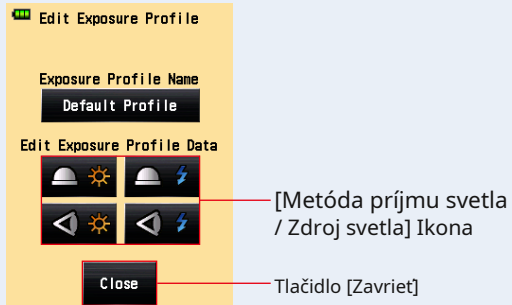 Edit Exposure Profile
Exposure Profile Name
Default Profile
Edit Exposure Profile Data
[Metóda príjmu svetla
/ Zdroj svetla] Ikona
Close
Tlačidlo [Zavrieť]